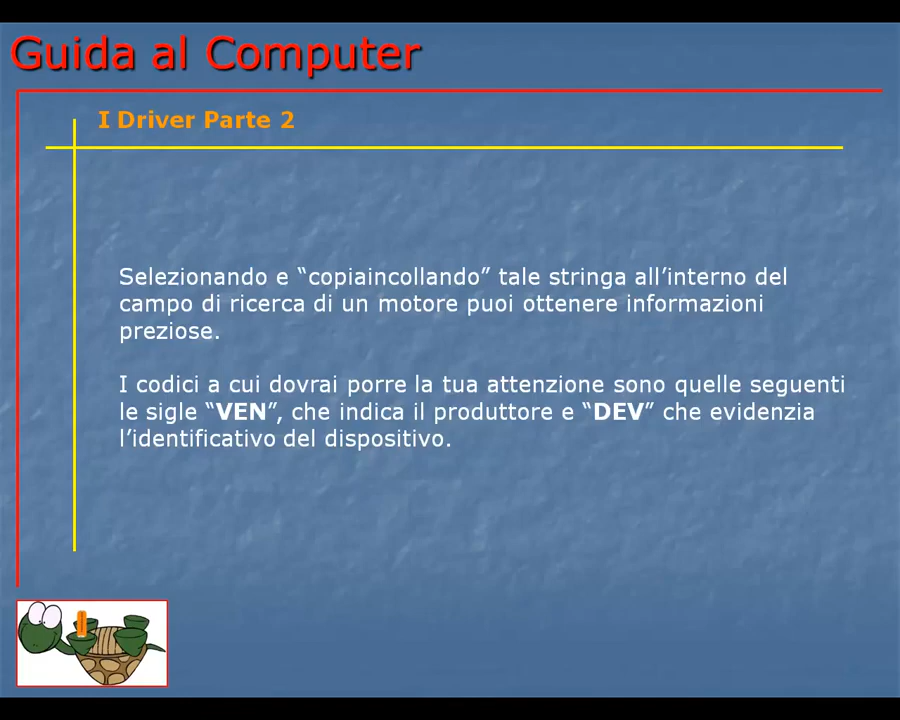 Guida al Computer
I Driver Parte 2
Selezionando e “copiaincollando” tale stringa all’interno del
campo di ricerca di un motore puoi ottenere informazioni
preziose.
I codici a cui dovrai porre la tua attenzione sono quelle seguenti
le sigle “VEN”, che indica il produttore e “DEV” che evidenzia
l’identificativo del dispositivo.